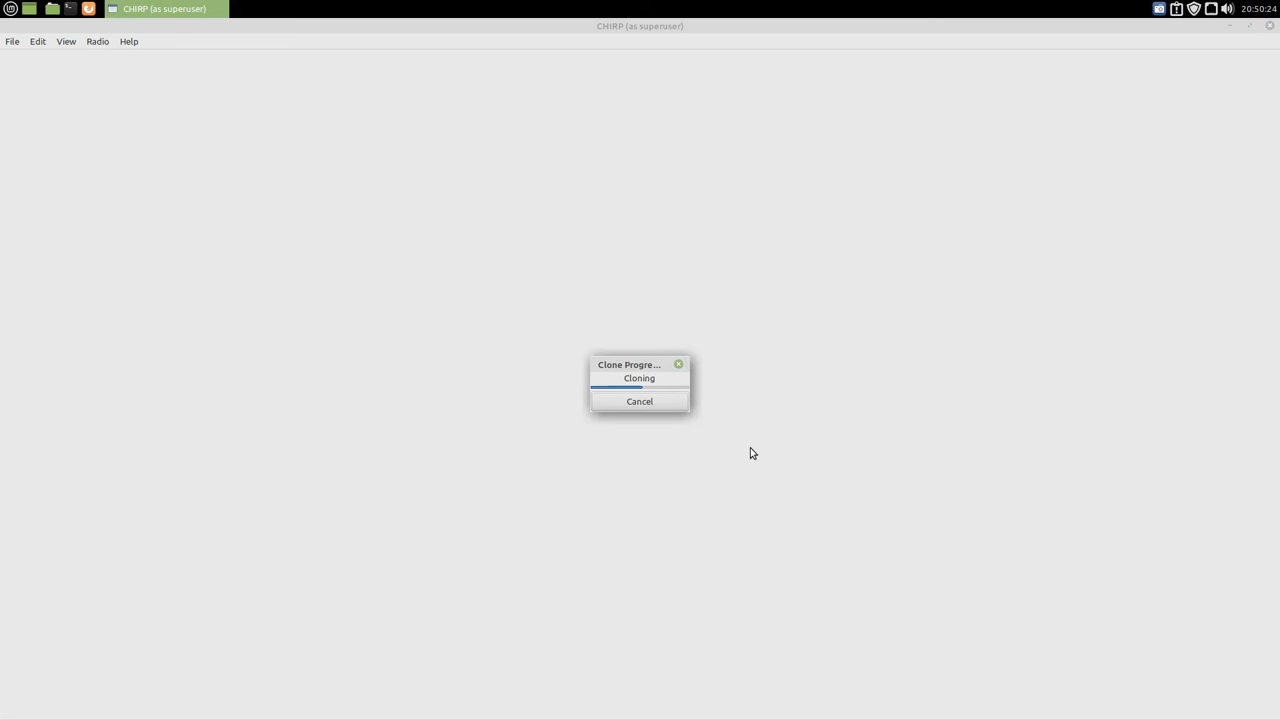 CHIRP (as superuser)
20:50:24
CHIRP (as superuser)
File Edit View Radio Help
Clone Progre...
Cloning
Cancel